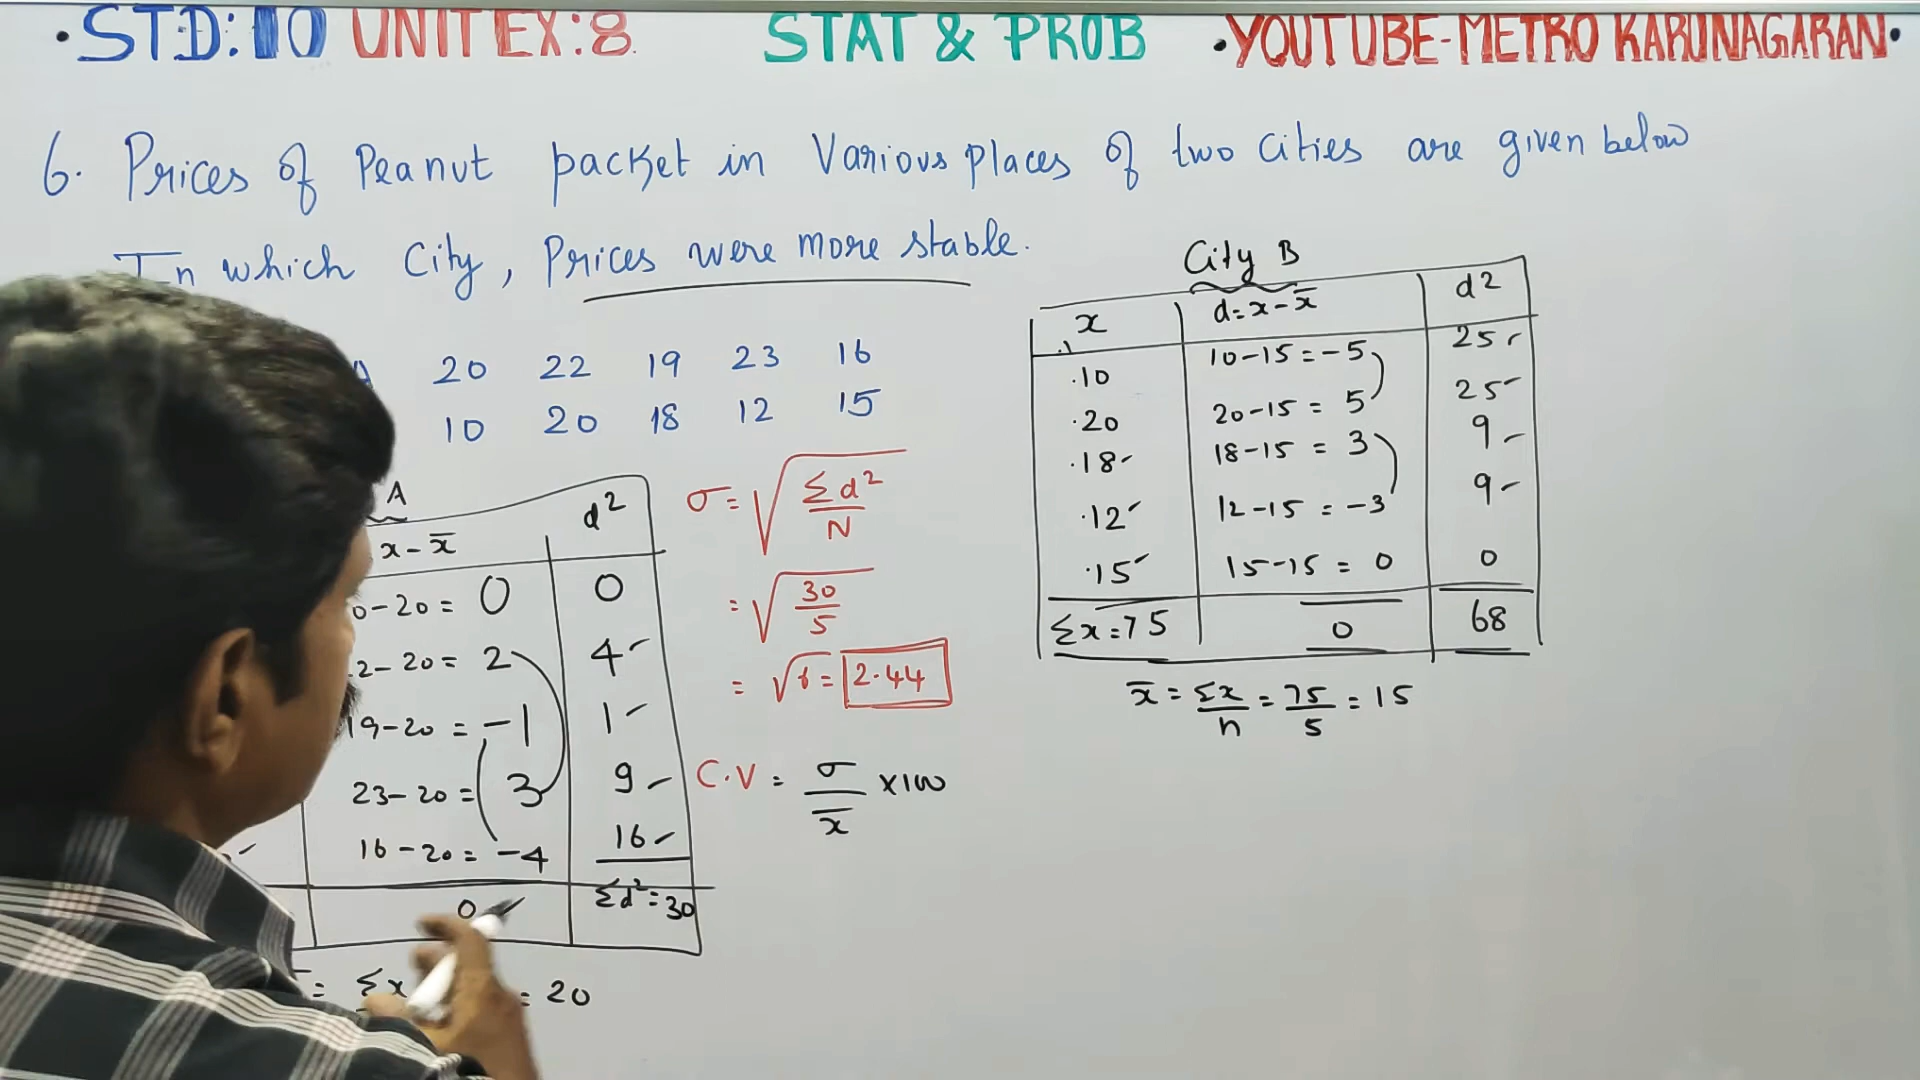 ·STD:10 UNIT EX:8. STAT & PROB ·YOUTUBE-METRO KARUNAGARAN·
6. Prices of Peanut packet in Various places of two cities are given below
In which City, Prices were more stable.
A 20 22 19 23 16
10 20 18 12 15
A
x-x̅ d²
0-20= 0 0
2-20= 2 4
19-20 = -1 1
23-20= 3 9
16-20= -4 16
0 Σd²=30
= Σx = 20
σ= √Σd²/N
= √30/5
= √6 = 2.44
C.V = σ/x̅ ×100
City B
x d=x-x̅ d²
.10 10-15=-5 25
.20 20-15= 5 25
.18 18-15 = 3 9
.12 12-15 = -3 9
.15 15-15 = 0 0
Σx=75 0 68
x̅ = Σx/n = 75/5 = 15